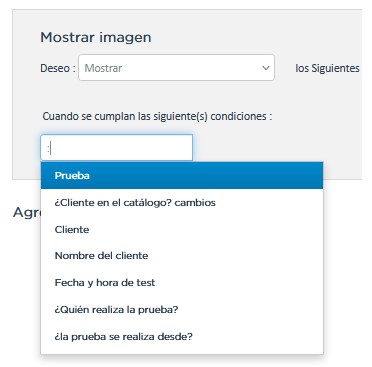 Mostrar imagen
Deseo : Mostrar los Siguientes
Cuando se cumplan las siguiente(s) condiciones :
:
Prueba
Agre
¿Cliente en el catálogo? cambios
Cliente
Nombre del cliente
Fecha y hora de test
¿Quién realiza la prueba?
¿la prueba se realiza desde?